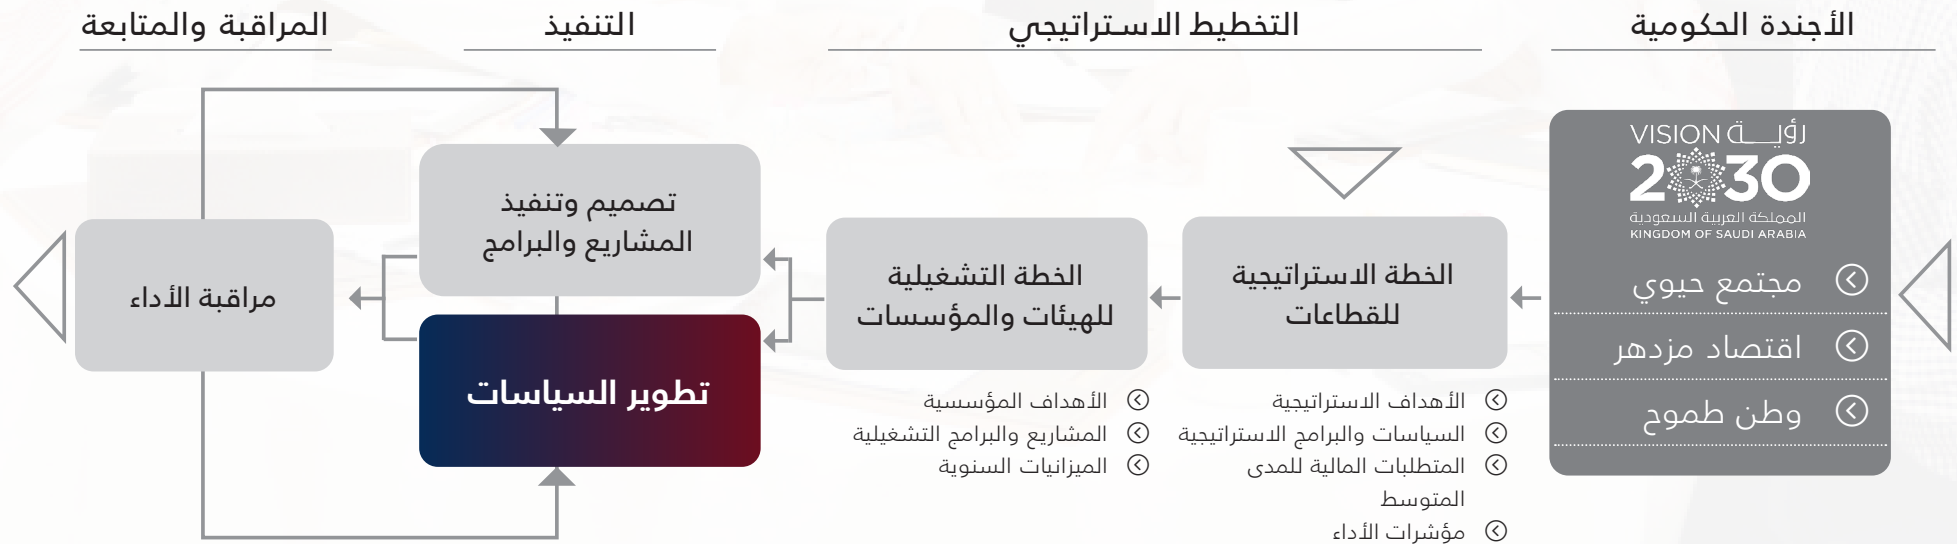 الأجندة الحكومية
التخطيط الاستراتيجي
التنفيذ
المراقبة والمتابعة
VISION رؤيـــة
2030
المملكة العربية السعودية
KINGDOM OF SAUDI ARABIA
مجتمع حيوي
اقتصاد مزدهر
وطن طموح
الخطة الاستراتيجية
للقطاعات
الأهداف الاستراتيجية
السياسات والبرامج الاستراتيجية
المتطلبات المالية للمدى
المتوسط
مؤشرات الأداء
الخطة التشغيلية
للهيئات والمؤسسات
الأهداف المؤسسية
المشاريع والبرامج التشغيلية
الميزانيات السنوية
تصميم وتنفيذ
المشاريع والبرامج
تطوير السياسات
مراقبة الأداء